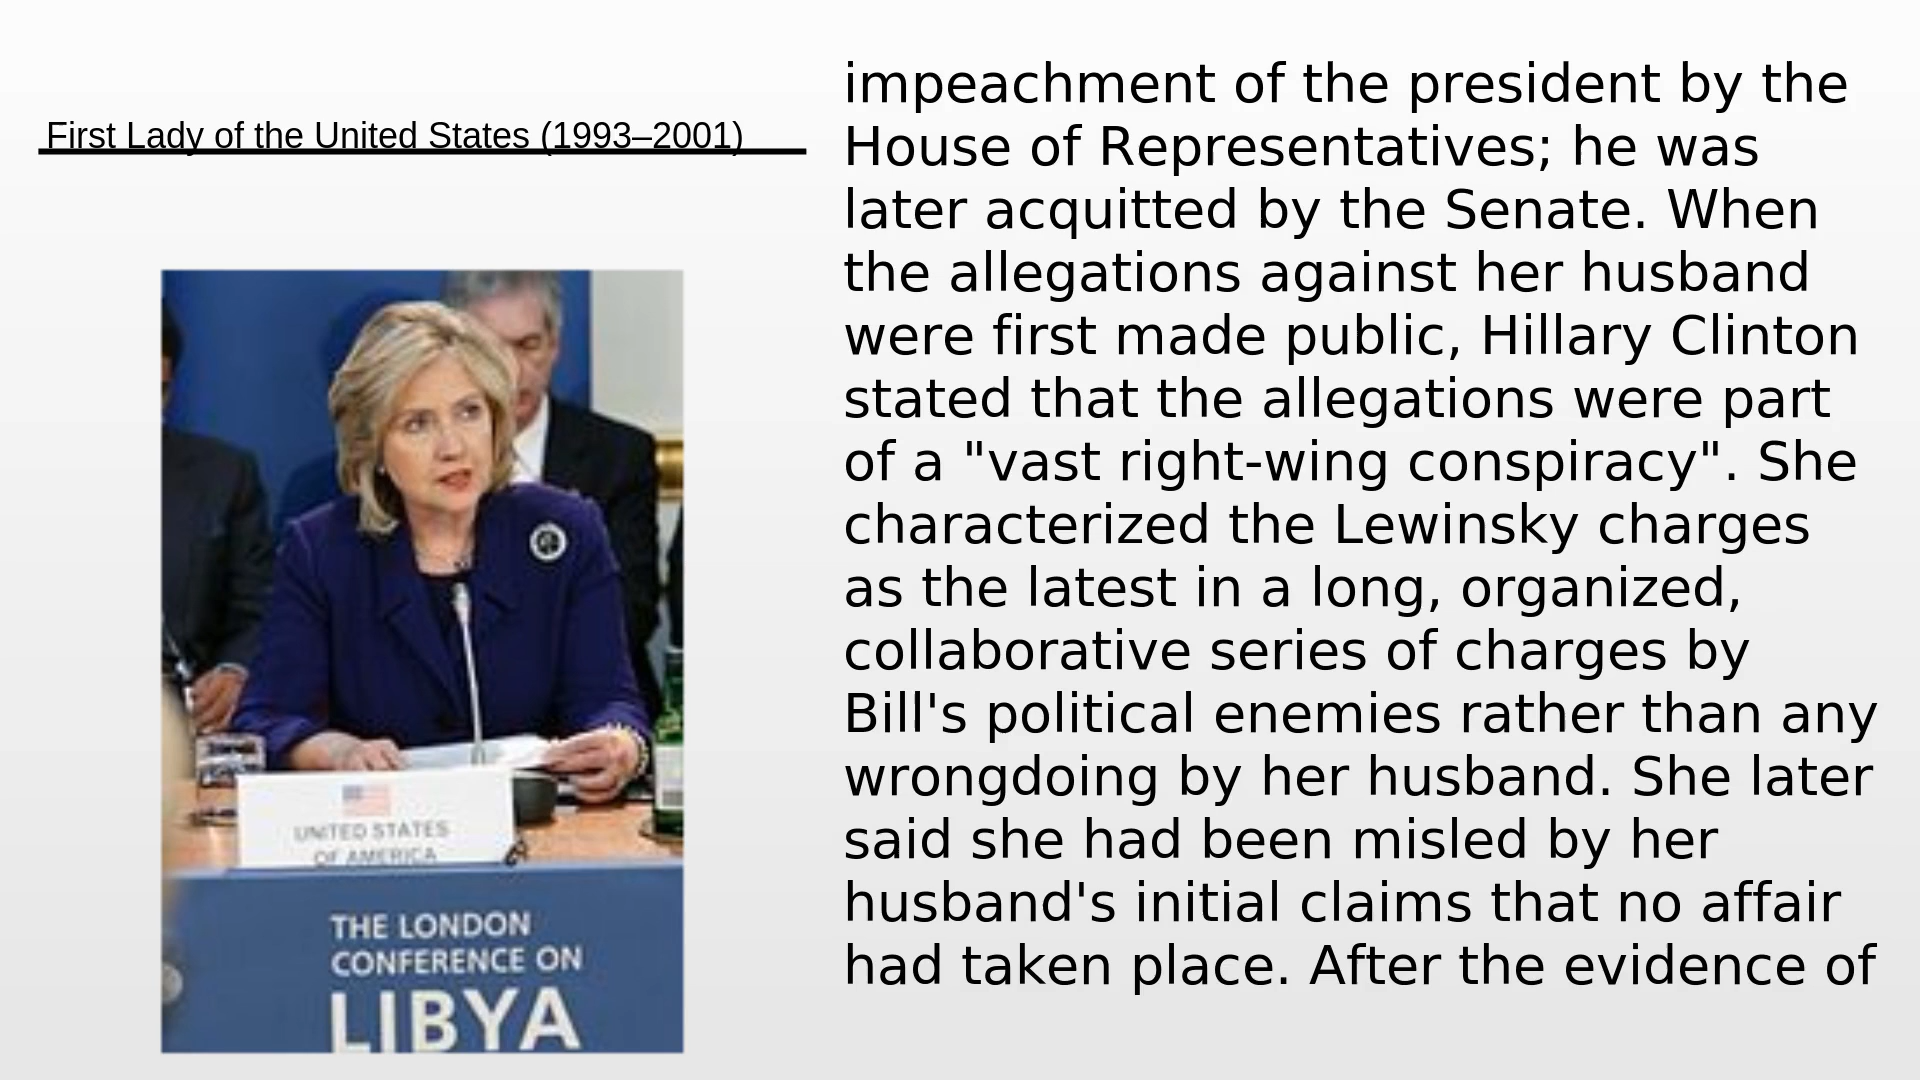 First Lady of the United States (1993–2001)
impeachment of the president by the
House of Representatives; he was
later acquitted by the Senate. When
the allegations against her husband
were first made public, Hillary Clinton
stated that the allegations were part
of a "vast right-wing conspiracy". She
characterized the Lewinsky charges
as the latest in a long, organized,
collaborative series of charges by
Bill's political enemies rather than any
wrongdoing by her husband. She later
said she had been misled by her
husband's initial claims that no affair
had taken place. After the evidence of
UNITED STATES
OF AMERICA
THE LONDON
CONFERENCE ON
LIBYA